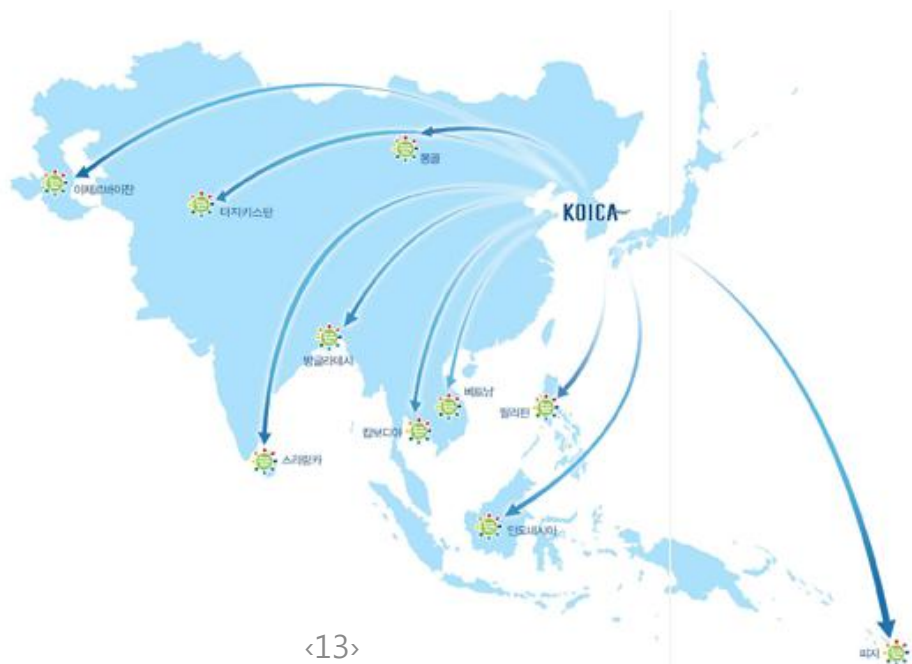 몽골
아제르바이잔
타지키스탄
KOICA
방글라데시
베트남
필리핀
캄보디아
스리랑카
인도네시아
피지
‹13›